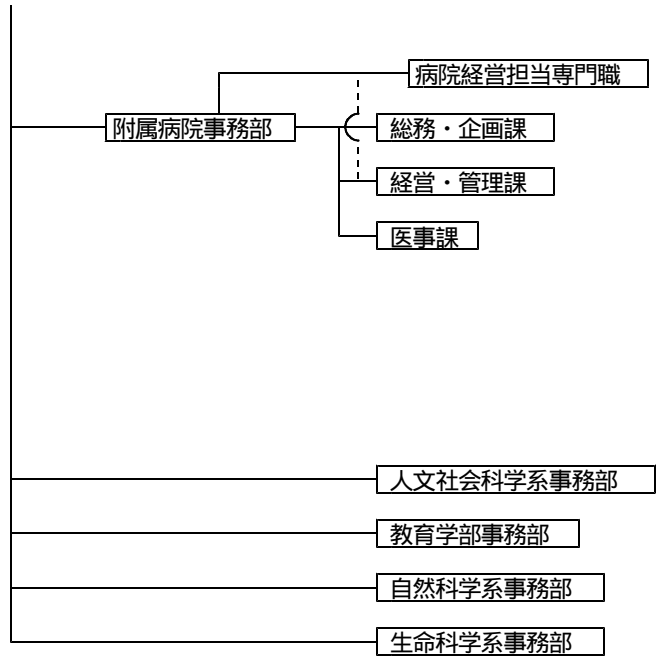 病院経営担当専門職
附属病院事務部
総務・企画課
経営・管理課
医事課
人文社会科学系事務部
教育学部事務部
自然科学系事務部
生命科学系事務部